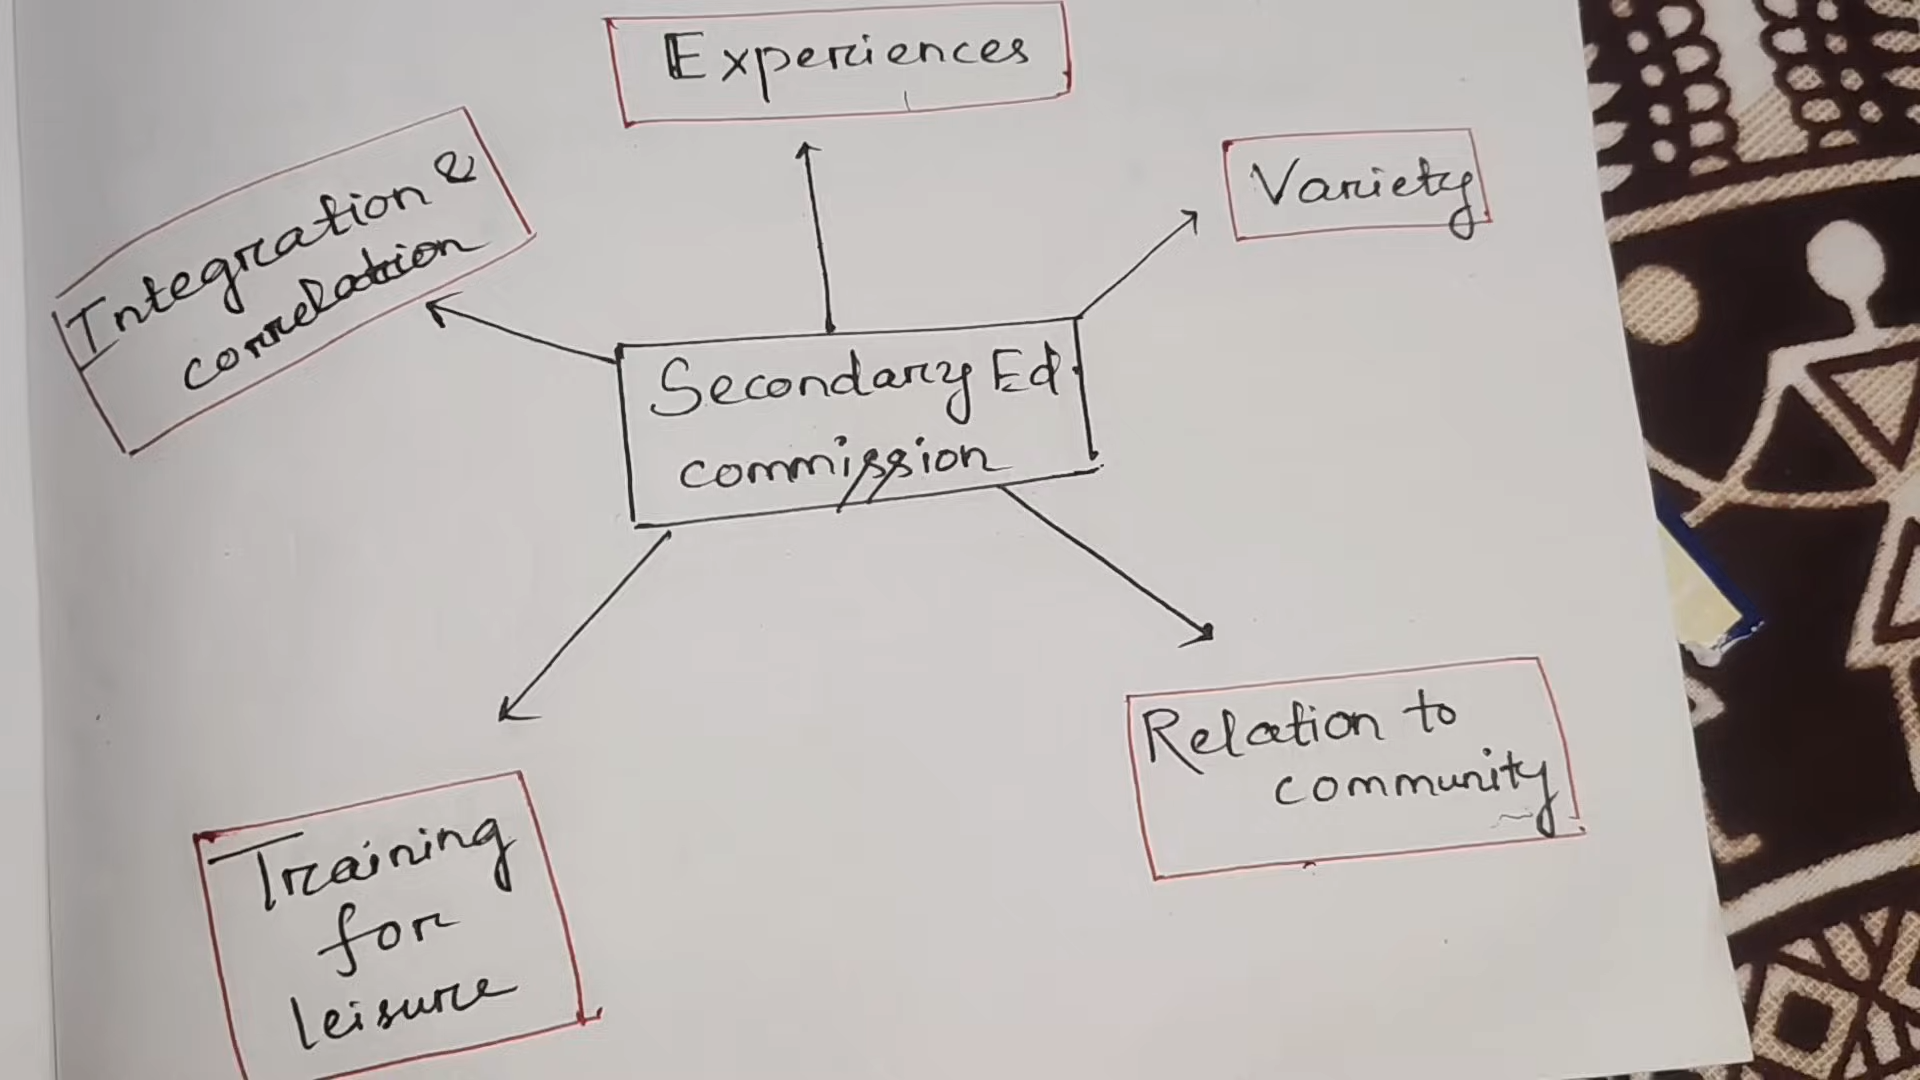 Experiences
Variety
Integration &
correlation
Secondary Ed.
commission
Relation to
community
Training
for
leisure